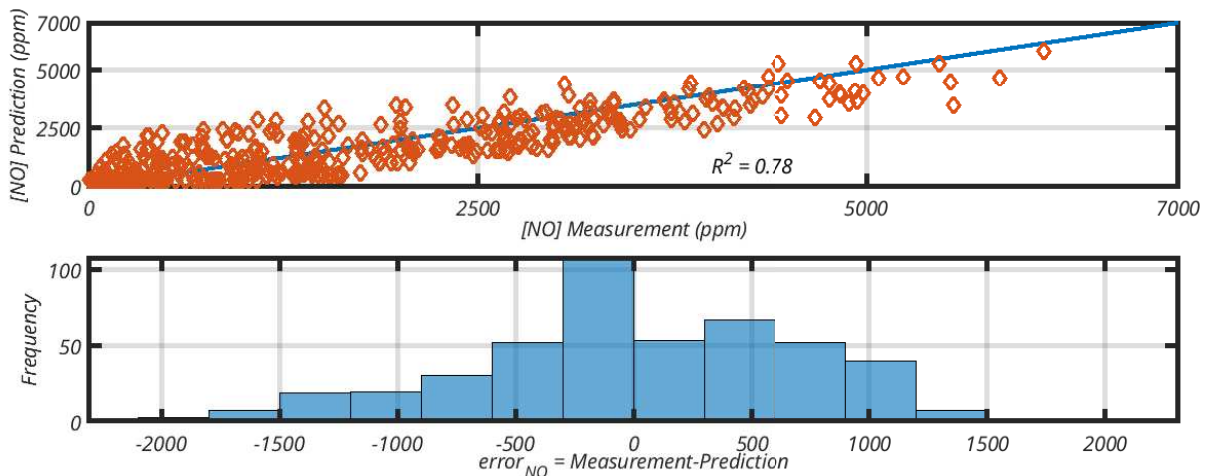 [NO] Prediction (ppm)
7000
5000
2500
0
R² = 0.78
0 2500 5000 7000
[NO] Measurement (ppm)
Frequency
100
50
0
-2000 -1500 -1000 -500 0 500 1000 1500 2000
error_NO = Measurement-Prediction